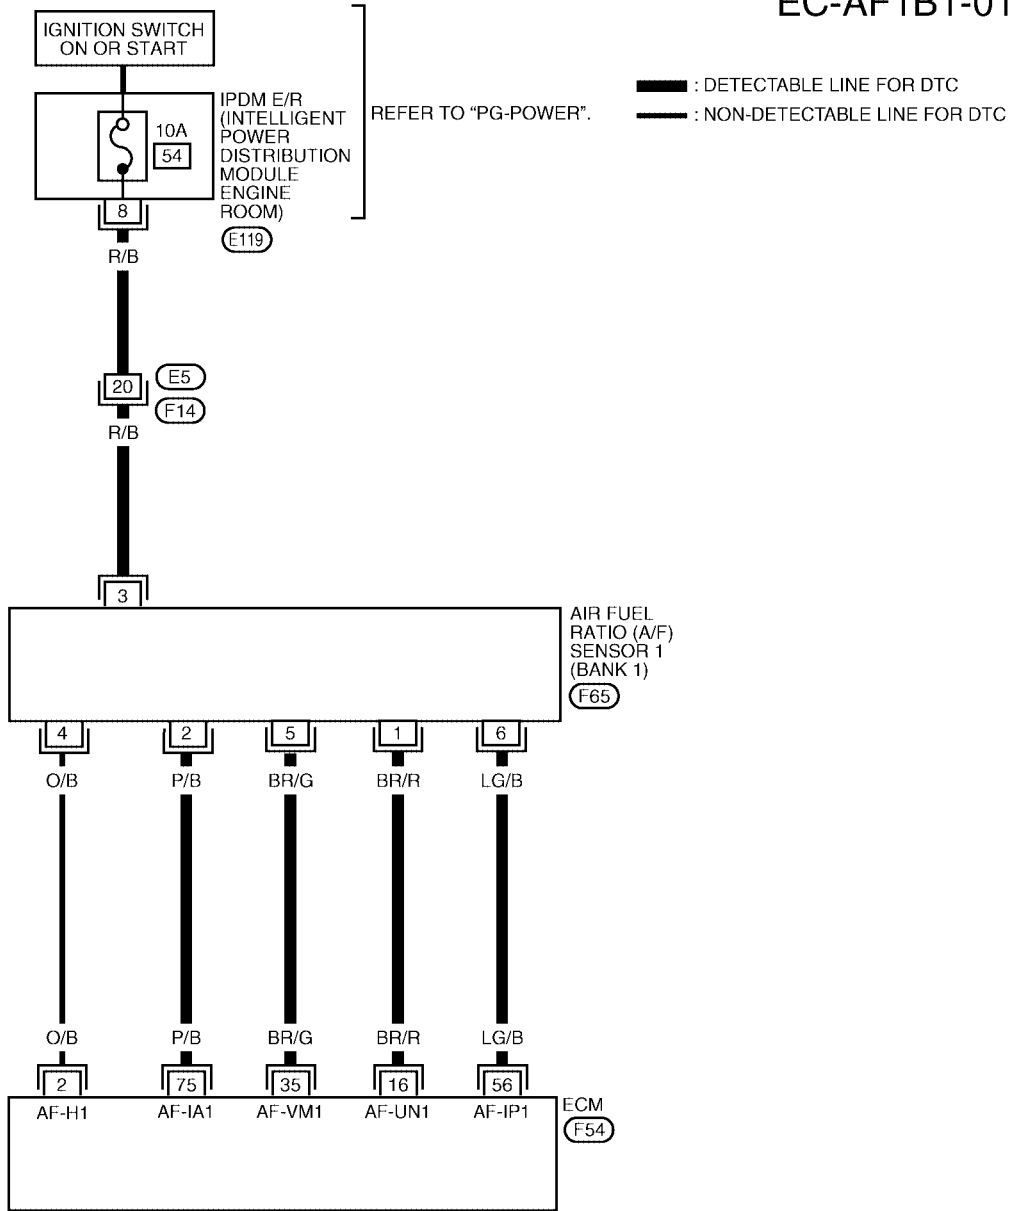 EC-AF1B1-01
IGNITION SWITCH
ON OR START
: DETECTABLE LINE FOR DTC
: NON-DETECTABLE LINE FOR DTC
10A
54
IPDM E/R
(INTELLIGENT
POWER
DISTRIBUTION
MODULE
ENGINE
ROOM)
E119
REFER TO “PG-POWER”.
8
R/B
20
E5
F14
R/B
3
AIR FUEL
RATIO (A/F)
SENSOR 1
(BANK 1)
F65
4 2 5 1 6
O/B P/B BR/G BR/R LG/B
O/B P/B BR/G BR/R LG/B
2 75 35 16 56
AF-H1 AF-IA1 AF-VM1 AF-UN1 AF-IP1
ECM
F54